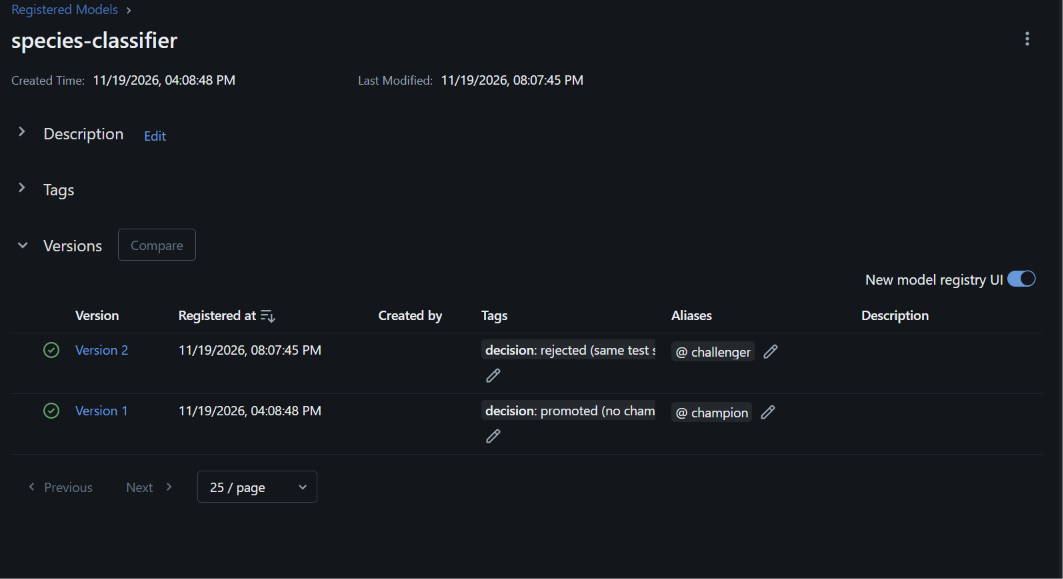 Registered Models
species-classifier
Created Time: 11/19/2026, 04:08:48 PM Last Modified: 11/19/2026, 08:07:45 PM
Description Edit
Tags
Versions Compare
New model registry UI
Version Registered at Created by Tags Aliases Description
Version 2 11/19/2026, 08:07:45 PM decision: rejected (same test s @ challenger
Version 1 11/19/2026, 04:08:48 PM decision: promoted (no cham @ champion
Previous Next 25 / page